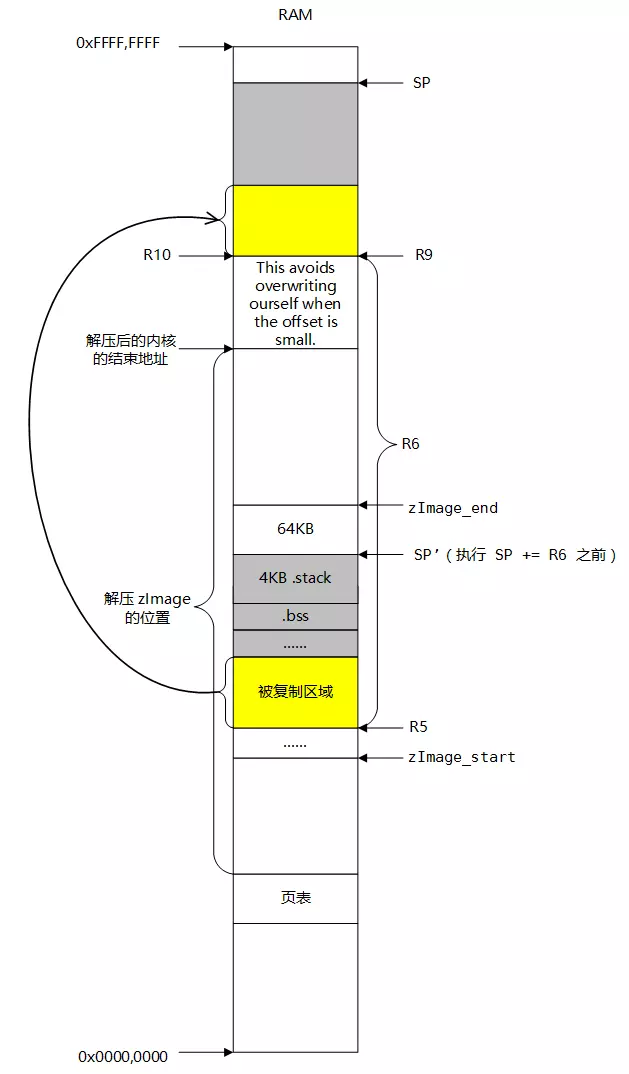 RAM
0xFFFF,FFFF
SP
R10
R9
This avoids
overwriting
ourself when
the offset is
small.
解压后的内核
的结束地址
R6
zImage_end
64KB
SP’（执行 SP += R6 之前）
4KB .stack
解压 zImage
的位置
.bss
......
被复制区域
R5
......
zImage_start
页表
0x0000,0000